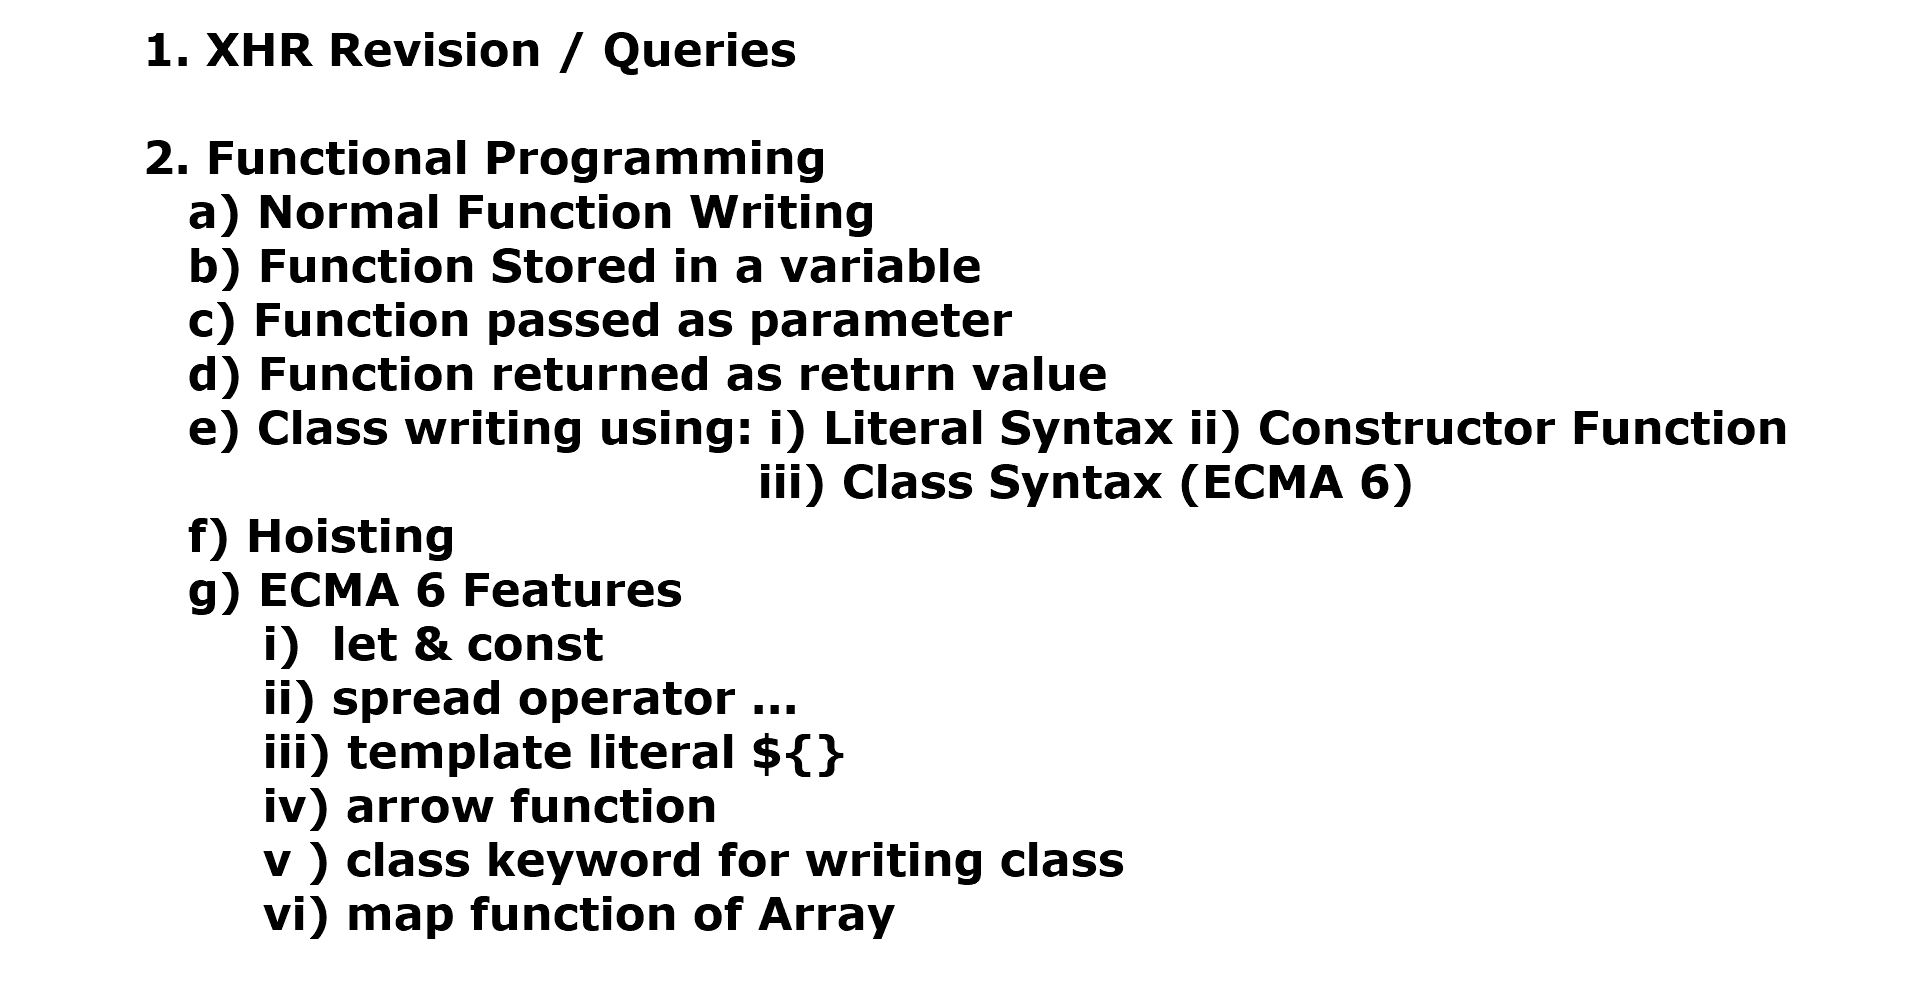 1. XHR Revision / Queries
2. Functional Programming
a) Normal Function Writing
b) Function Stored in a variable
c) Function passed as parameter
d) Function returned as return value
e) Class writing using: i) Literal Syntax ii) Constructor Function
iii) Class Syntax (ECMA 6)
f) Hoisting
g) ECMA 6 Features
i)  let & const
ii) spread operator ...
iii) template literal ${}
iv) arrow function
v ) class keyword for writing class
vi) map function of Array